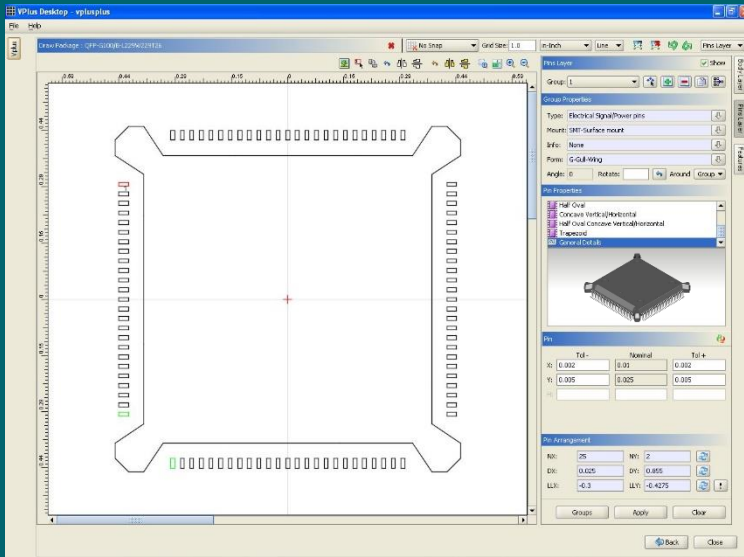 VPlus Desktop - vplusplus
File Help
vplus
No Snap Grid Size: 1.0 in-Inch Line Pins Layer
Pins Layer Show
Group: 1
Group Properties
Type: Electrical Signal/Power pins
Mount: SMT-Surface mount
Info: None
Form: G-Gull-Wing
Angle: 0 Rotate: Around Group
Pin Properties
Half Oval
Concave Vertical/Horizontal
Half Oval Concave Vertical/Horizontal
Trapezoid
General Details
Pin
Tol- Nominal Tol+
X: 0.002 0.01 0.002
Y: 0.005 0.025 0.005
Pin Arrangement
NX: 25 NY: 2
DX: 0.025 DY: 0.855
LLX: -0.3 LLY: -0.4275
Groups Apply Clear
Back Close
Body Layer
Pins Layer
Features